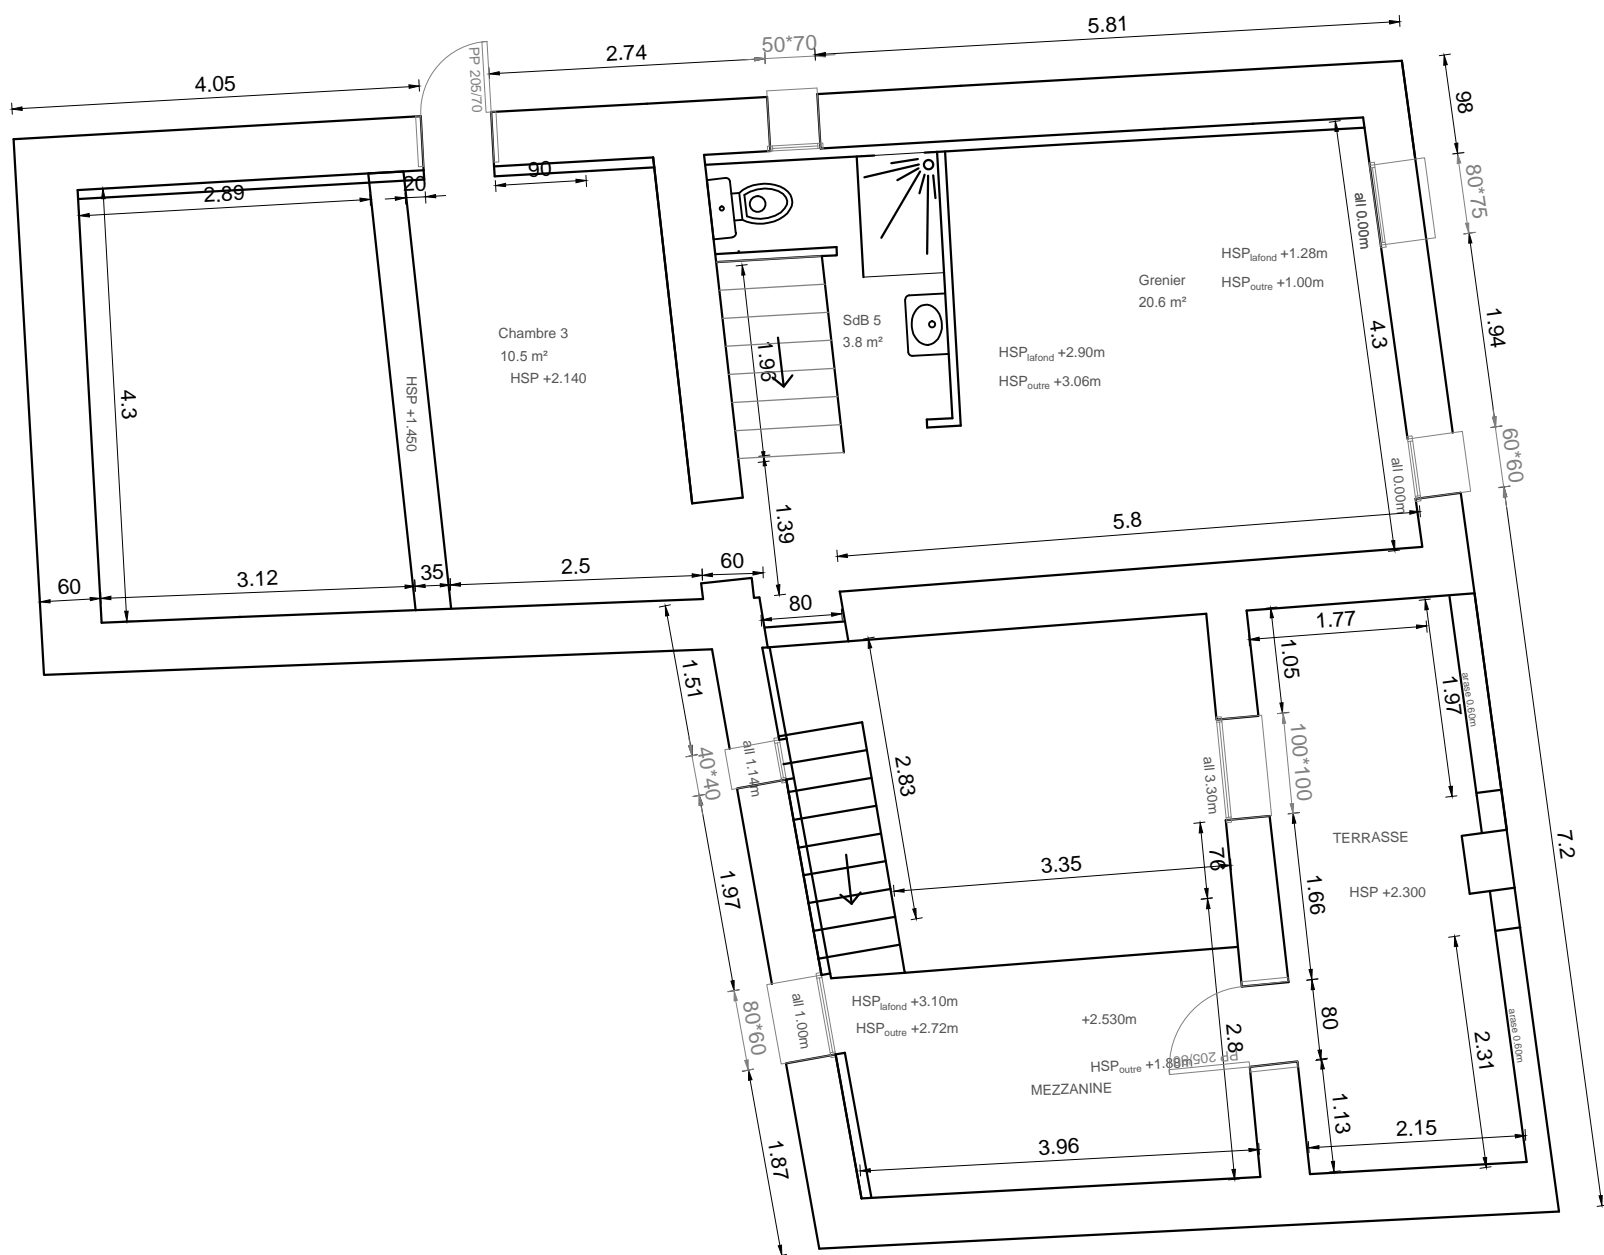 5.81
50*70
2.74
4.05
PP 205/70
98
80*75
90
20
2.89
all 0.00m
HSPlafond +1.28m
Grenier
HSPoutre +1.00m
20.6 m²
1.94
SdB 5
3.8 m²
Chambre 3
10.5 m²
HSP +2.140
4.3
HSPlafond +2.90m
HSPoutre +3.06m
1.96
4.3
HSP +1.450
60*60
all 0.00m
1.39
5.8
60
3.12
35
2.5
60
80
1.77
1.05
1.51
1.97
arase 0.60m
40*40
all 1.14m
2.83
all 3.30m
100*100
TERRASSE
7.2
76
3.35
1.97
1.66
HSP +2.300
80*60
all 1.00m
HSPlafond +3.10m
HSPoutre +2.72m
+2.530m
2.8
80
2.31
arase 0.60m
HSPoutre +1.88m
MEZZANINE
1.13
2.15
3.96
1.87